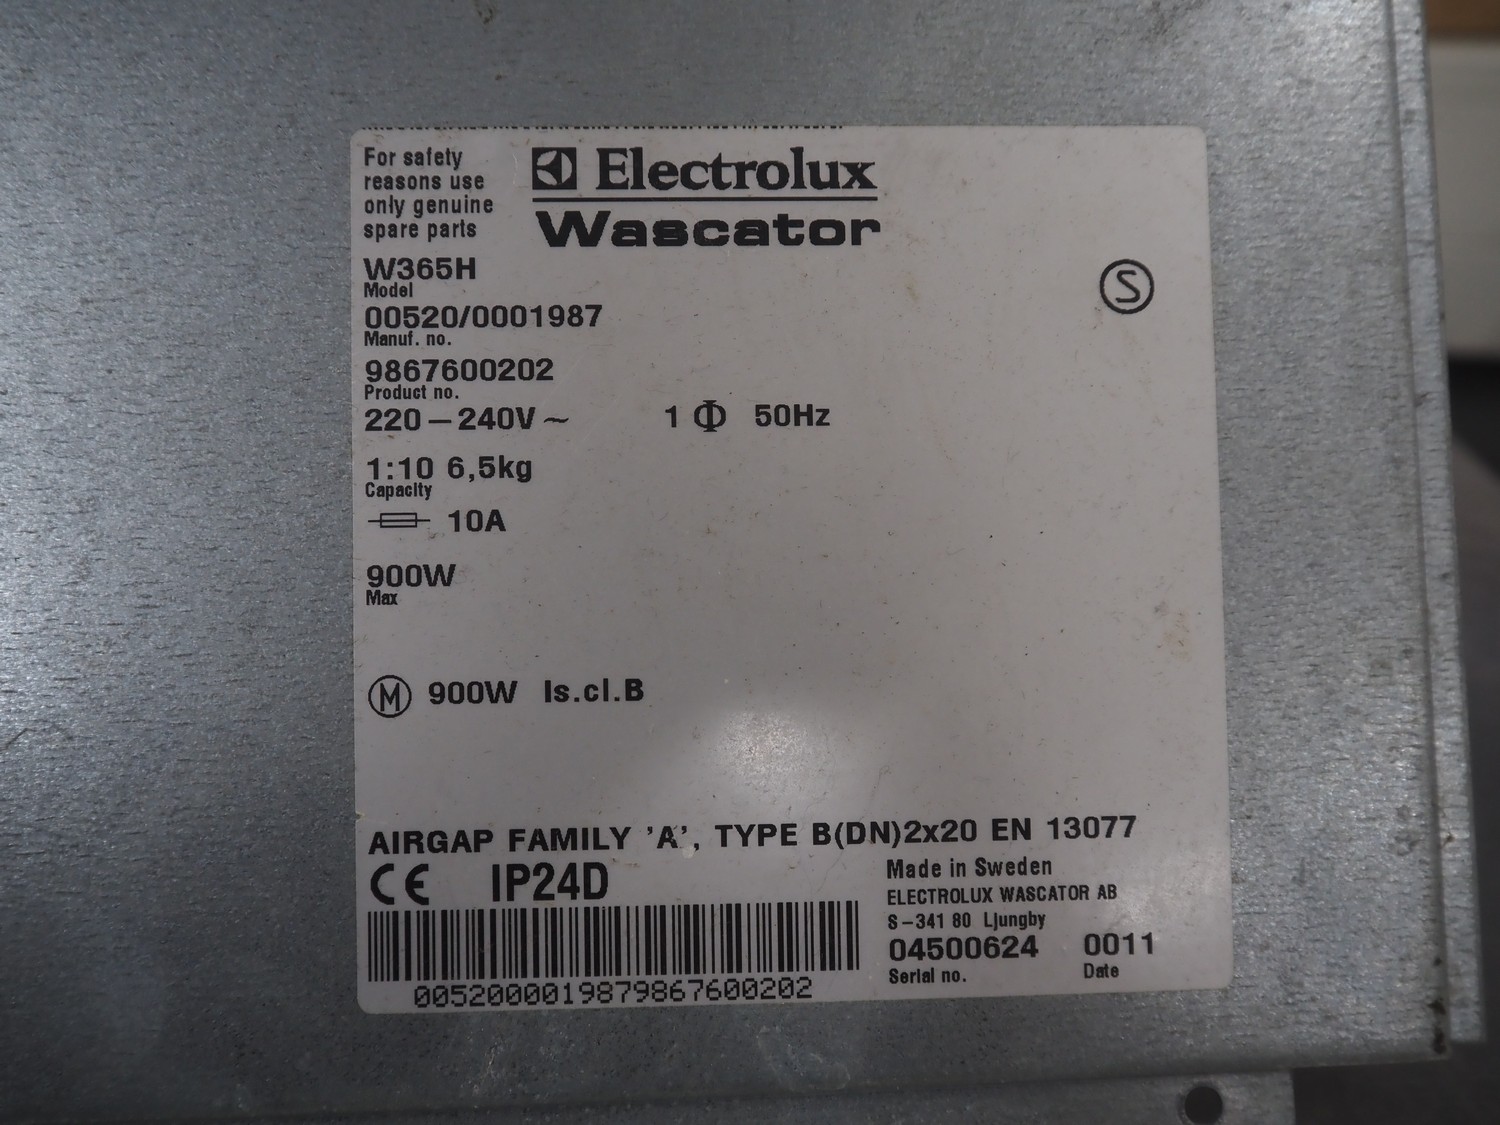 For safety
reasons use
only genuine
spare parts
Electrolux
Wascator
W365H
Model
S
00520/0001987
Manuf. no.
9867600202
Product no.
220–240V~ 1 Φ 50Hz
1:10 6,5kg
Capacity
10A
900W
Max
M 900W Is.cl.B
AIRGAP FAMILY 'A', TYPE B(DN)2x20 EN 13077
CE IP24D
Made in Sweden
ELECTROLUX WASCATOR AB
S-341 80 Ljungby
04500624 0011
Serial no. Date
0052000019879867600202